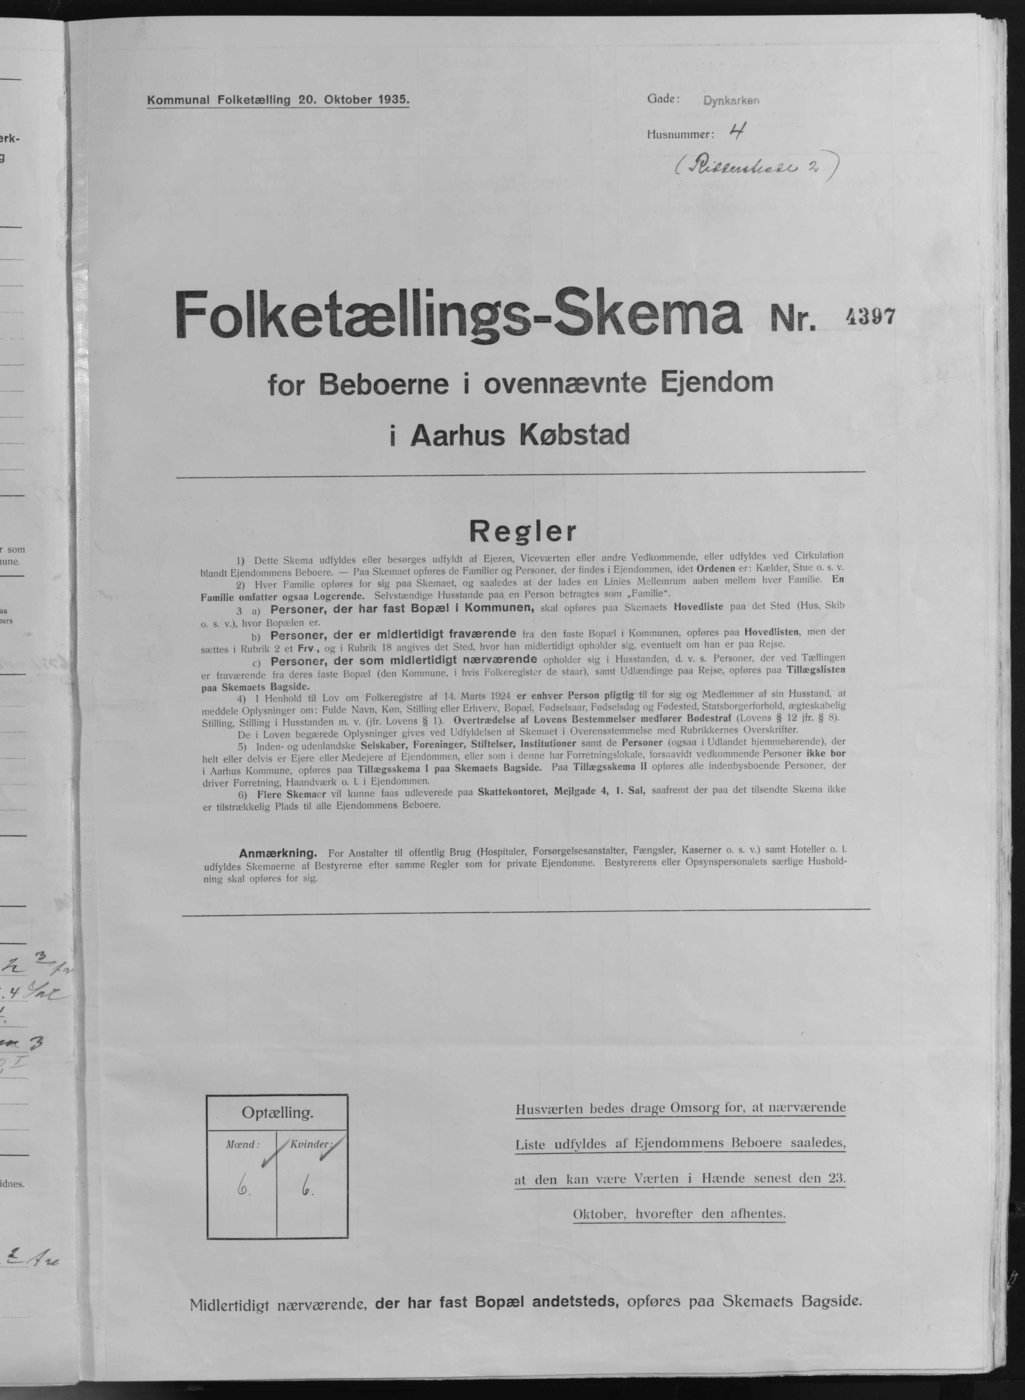 Kommunal Folketælling 20. Oktober 1935.
Gade: Dynkarken
Husnummer: 4
( 2)
Folketællings-Skema Nr. 4397
for Beboerne i ovennævnte Ejendom
i Aarhus Købstad
Regler
1) Dette Skema udfyldes eller besørges udfyldt af Ejeren, Viceværten eller andre Vedkommende, eller udfyldes ved Cirkulation
blandt Ejendommens Beboere. — Paa Skemaet opføres de Familier og Personer, der findes i Ejendommen, idet Ordenen er: Kælder, Stue o. s. v.
2) Hver Familie opføres for sig paa Skemaet, og saaledes at der lades en Linies Mellemrum aaben mellem hver Familie. En
Familie omfatter ogsaa Logerende. Selvstændige Husstande paa en Person betragtes som „Familie".
3 a) Personer, der har fast Bopæl i Kommunen, skal opføres paa Skemaets Hovedliste paa det Sted (Hus, Skib
o. s. v.), hvor Bopælen er.
b) Personer, der er midlertidigt fraværende fra den faste Bopæl i Kommunen, opføres paa Hovedlisten, men der
sættes i Rubrik 2 et Frv., og i Rubrik 18 angives det Sted, hvor han midlertidigt opholder sig, eventuelt om han er paa Rejse.
c) Personer, der som midlertidigt nærværende opholder sig i Husstanden, d. v. s. Personer, der ved Tællingen
er fraværende fra deres faste Bopæl (den Kommune, i hvis Folkeregister de staar), samt Udlændinge paa Rejse, opføres paa Tillægslisten
paa Skemaets Bagside.
4) I Henhold til Lov om Folkeregistre af 14. Marts 1924 er enhver Person pligtig til for sig og Medlemmer af sin Husstand, at
meddele Oplysninger om: Fulde Navn, Køn, Stilling eller Erhverv, Bopæl, Fødselsaar, Fødselsdag og Fødested, Statsborgerforhold, ægteskabelig
Stilling, Stilling i Husstanden m. v. (jfr. Lovens § 1). Overtrædelse af Lovens Bestemmelser medfører Bødestraf (Lovens § 12 jfr. § 8).
De i Loven begærede Oplysninger gives ved Udfyldelsen af Skemaet i Overensstemmelse med Rubrikkernes Overskrifter.
5) Inden- og udenlandske Selskaber, Foreninger, Stiftelser, Institutioner samt de Personer (ogsaa i Udlandet hjemmehørende), der
helt eller delvis er Ejere eller Medejere af Ejendommen, eller som i denne har Forretningslokale, forsaavidt vedkommende Personer ikke bor
i Aarhus Kommune, opføres paa Tillægsskema I paa Skemaets Bagside. Paa Tillægsskema II opføres alle indenbysboende Personer, der
driver Forretning, Haandværk o. l. i Ejendommen.
6) Flere Skemaer vil kunne faas udleverede paa Skattekontoret, Mejlgade 4, 1. Sal, saafremt der paa det tilsendte Skema ikke
er tilstrækkelig Plads til alle Ejendommens Beboere.
Anmærkning. For Anstalter til offentlig Brug (Hospitaler, Forsørgelsesanstalter, Fængsler, Kaserner o. s. v.) samt Hoteller o. l.
udfyldes Skemaerne af Bestyrerne efter samme Regler som for private Ejendomme. Bestyrerens eller Opsynspersonalets særlige Hushold-
ning skal opføres for sig.
Optælling.
Mænd: Kvinder:
6. 6.
Husværten bedes drage Omsorg for, at nærværende
Liste udfyldes af Ejendommens Beboere saaledes,
at den kan være Værten i Hænde senest den 23.
Oktober, hvorefter den afhentes.
Midlertidigt nærværende, der har fast Bopæl andetsteds, opføres paa Skemaets Bagside.